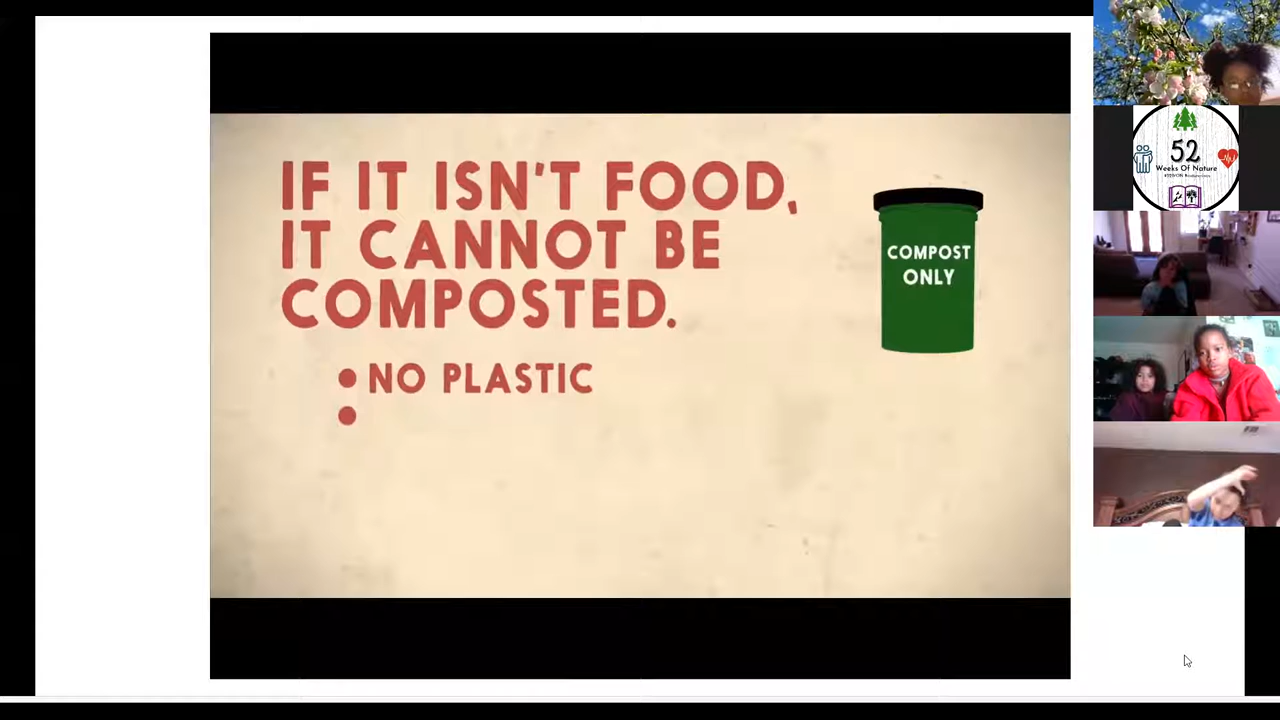 IF IT ISN'T FOOD,
IT CANNOT BE
COMPOSTED.
NO PLASTIC
COMPOST
ONLY
52
Weeks Of Nature